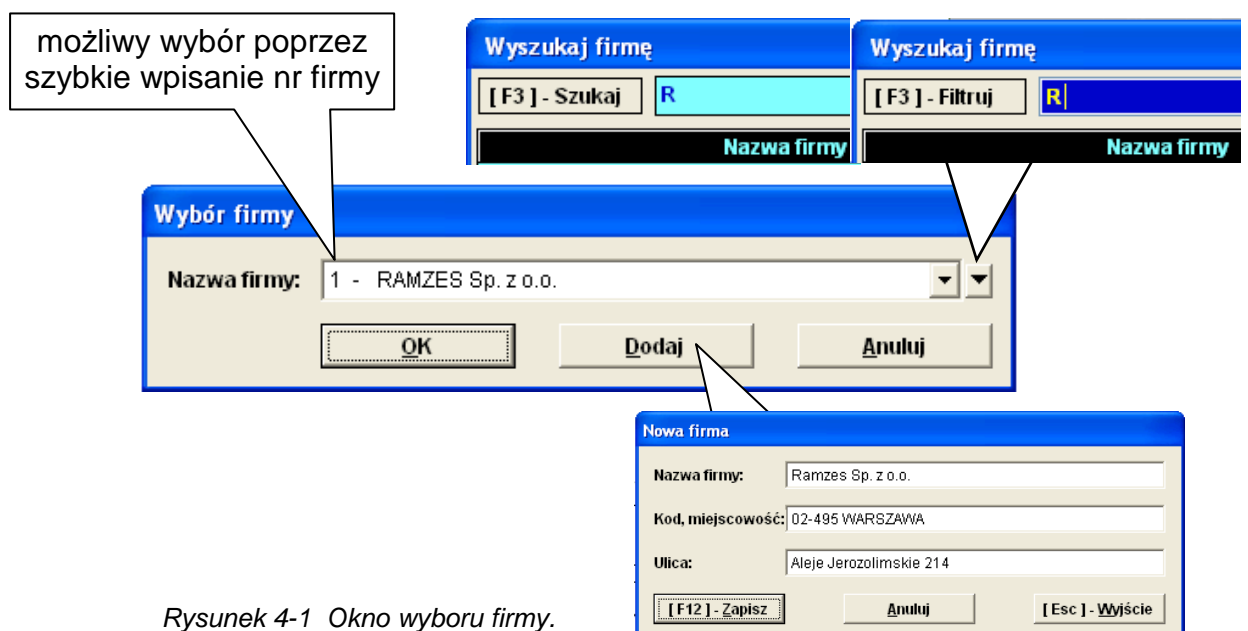 możliwy wybór poprzez
szybkie wpisanie nr firmy
Wyszukaj firmę
[ F3 ] - Szukaj R
Nazwa firmy
Wyszukaj firmę
[ F3 ] - Filtruj R
Nazwa firmy
Wybór firmy
Nazwa firmy: 1 - RAMZES Sp. z o.o.
OK Dodaj Anuluj
Nowa firma
Nazwa firmy: Ramzes Sp. z o.o.
Kod, miejscowość: 02-495 WARSZAWA
Ulica: Aleje Jerozolimskie 214
[ F12 ] - Zapisz Anuluj [ Esc ] - Wyjście
Rysunek 4-1 Okno wyboru firmy.